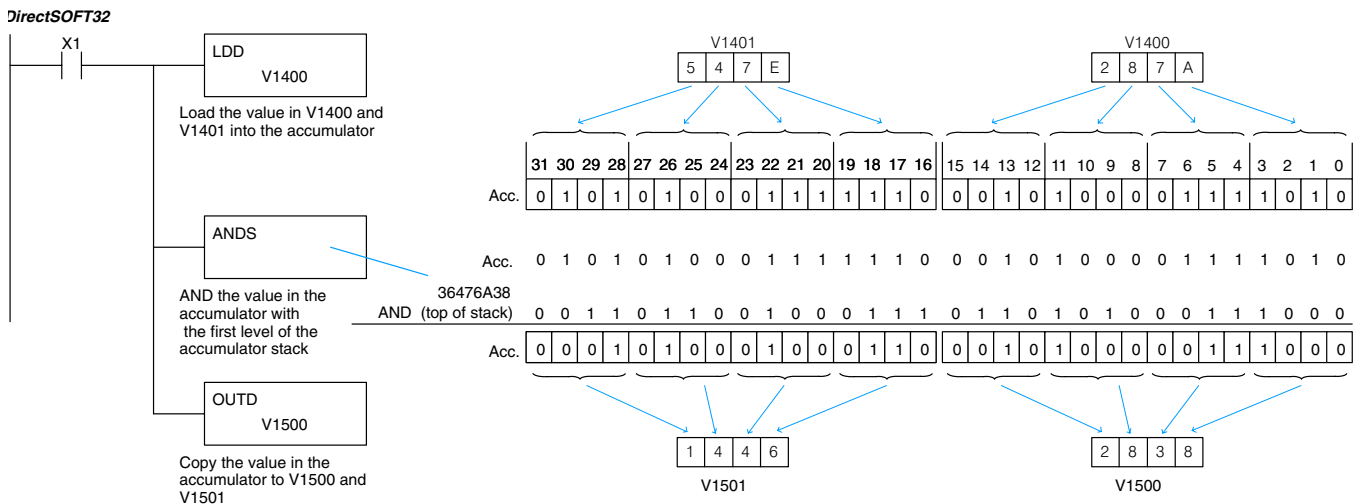 DirectSOFT32
X1
LDD
V1400
Load the value in V1400 and
V1401 into the accumulator
ANDS
AND the value in the
accumulator with
the first level of the
accumulator stack
OUTD
V1500
Copy the value in the
accumulator to V1500 and
V1501
V1401
5 4 7 E
V1400
2 8 7 A
31 30 29 28 27 26 25 24 23 22 21 20 19 18 17 16 15 14 13 12 11 10 9 8 7 6 5 4 3 2 1 0
Acc. 0 1 0 1 0 1 0 0 0 1 1 1 1 1 1 0 0 0 1 0 1 0 0 0 0 1 1 1 1 0 1 0
Acc. 0 1 0 1 0 1 0 0 0 1 1 1 1 1 1 0 0 0 1 0 1 0 0 0 0 1 1 1 1 0 1 0
36476A38
AND (top of stack) 0 0 1 1 0 1 1 0 0 1 0 0 0 1 1 1 0 1 1 0 1 0 1 0 0 0 1 1 1 0 0 0
Acc. 0 0 0 1 0 1 0 0 0 1 0 0 0 1 1 0 0 0 1 0 1 0 0 0 0 0 1 1 1 0 0 0
1 4 4 6
V1501
2 8 3 8
V1500